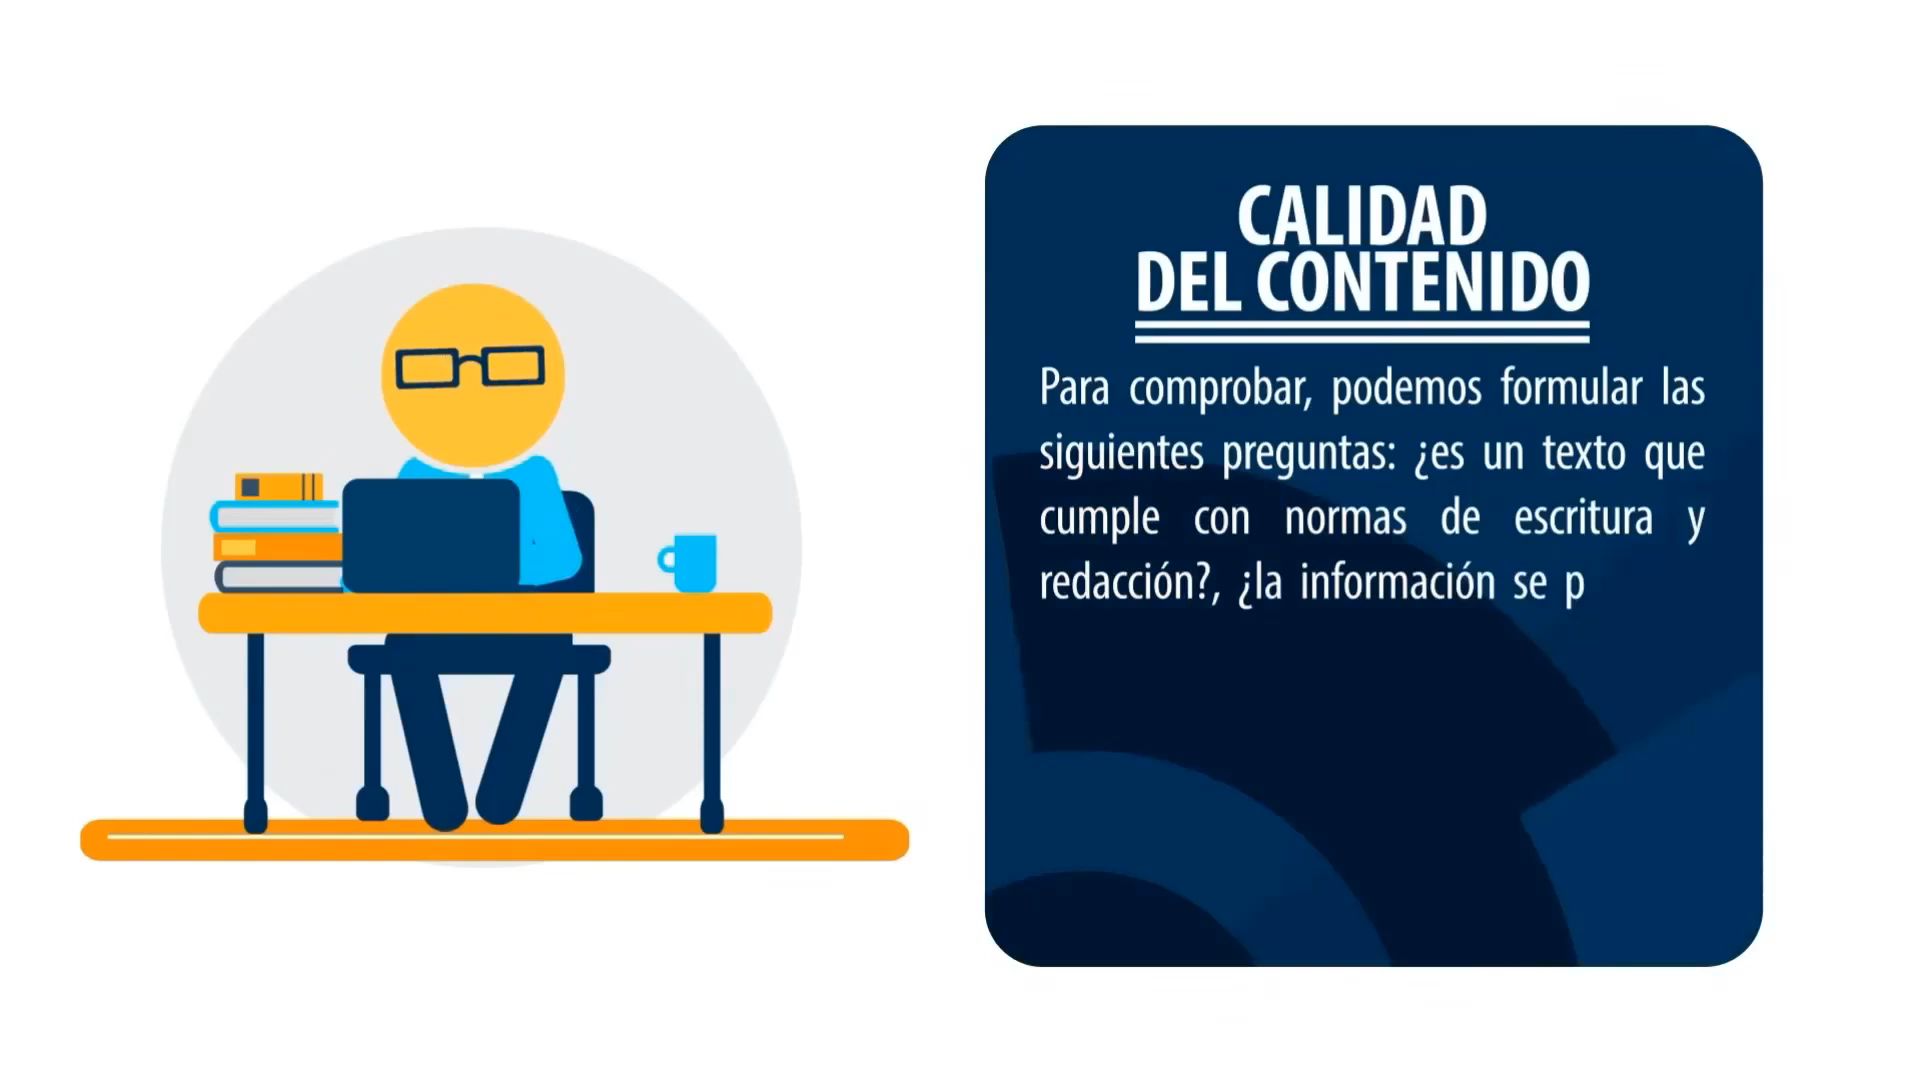 CALIDAD
DEL CONTENIDO
Para comprobar, podemos formular las
siguientes preguntas: ¿es un texto que
cumple con normas de escritura y
redacción?, ¿la información se p